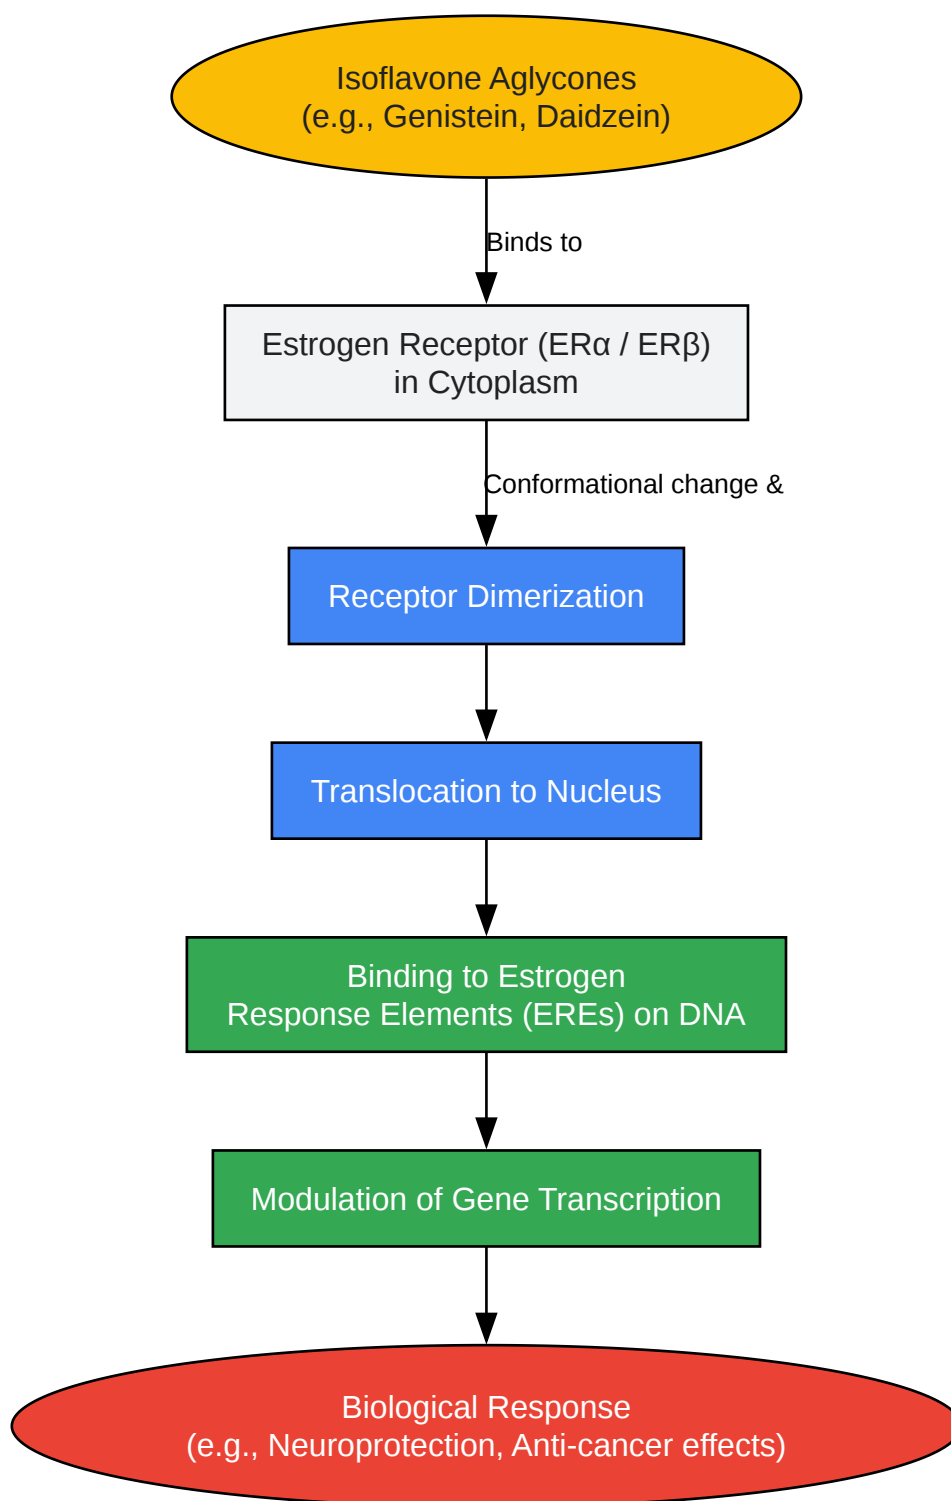 Isoflavone Aglycones
(e.g., Genistein, Daidzein)
Binds to
Estrogen Receptor (ERα / ERβ)
in Cytoplasm
Conformational change &
Receptor Dimerization
Translocation to Nucleus
Binding to Estrogen
Response Elements (EREs) on DNA
Modulation of Gene Transcription
Biological Response
(e.g., Neuroprotection, Anti-cancer effects)